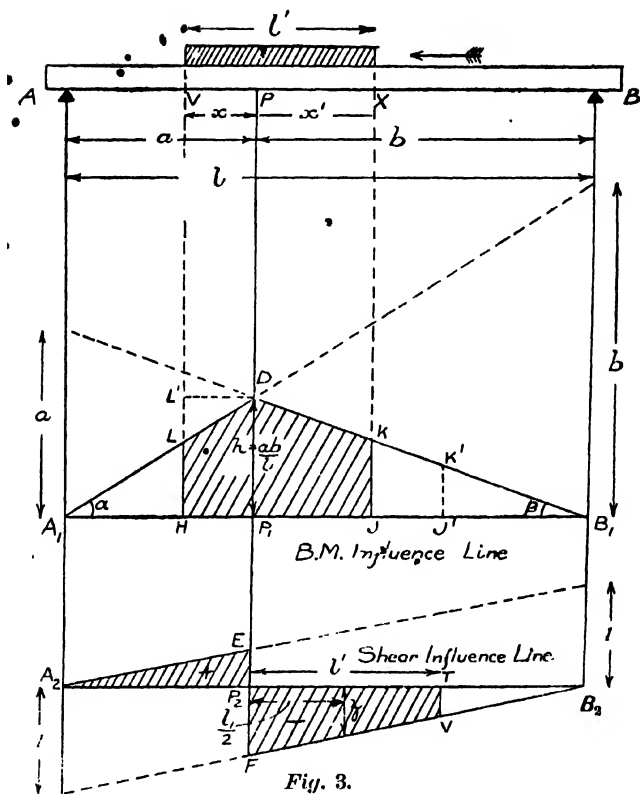 l'
A V P X B
x x'
a b
l
D
L'
a b
L h=ab/l K
K'
α β
A₁ H P₁ J J' B₁
B.M. Influence Line
E 1
+ l' Shear Influence Line.
A₂ P₂ T B₂
l₁/2 − y
1 F V
Fig. 3.